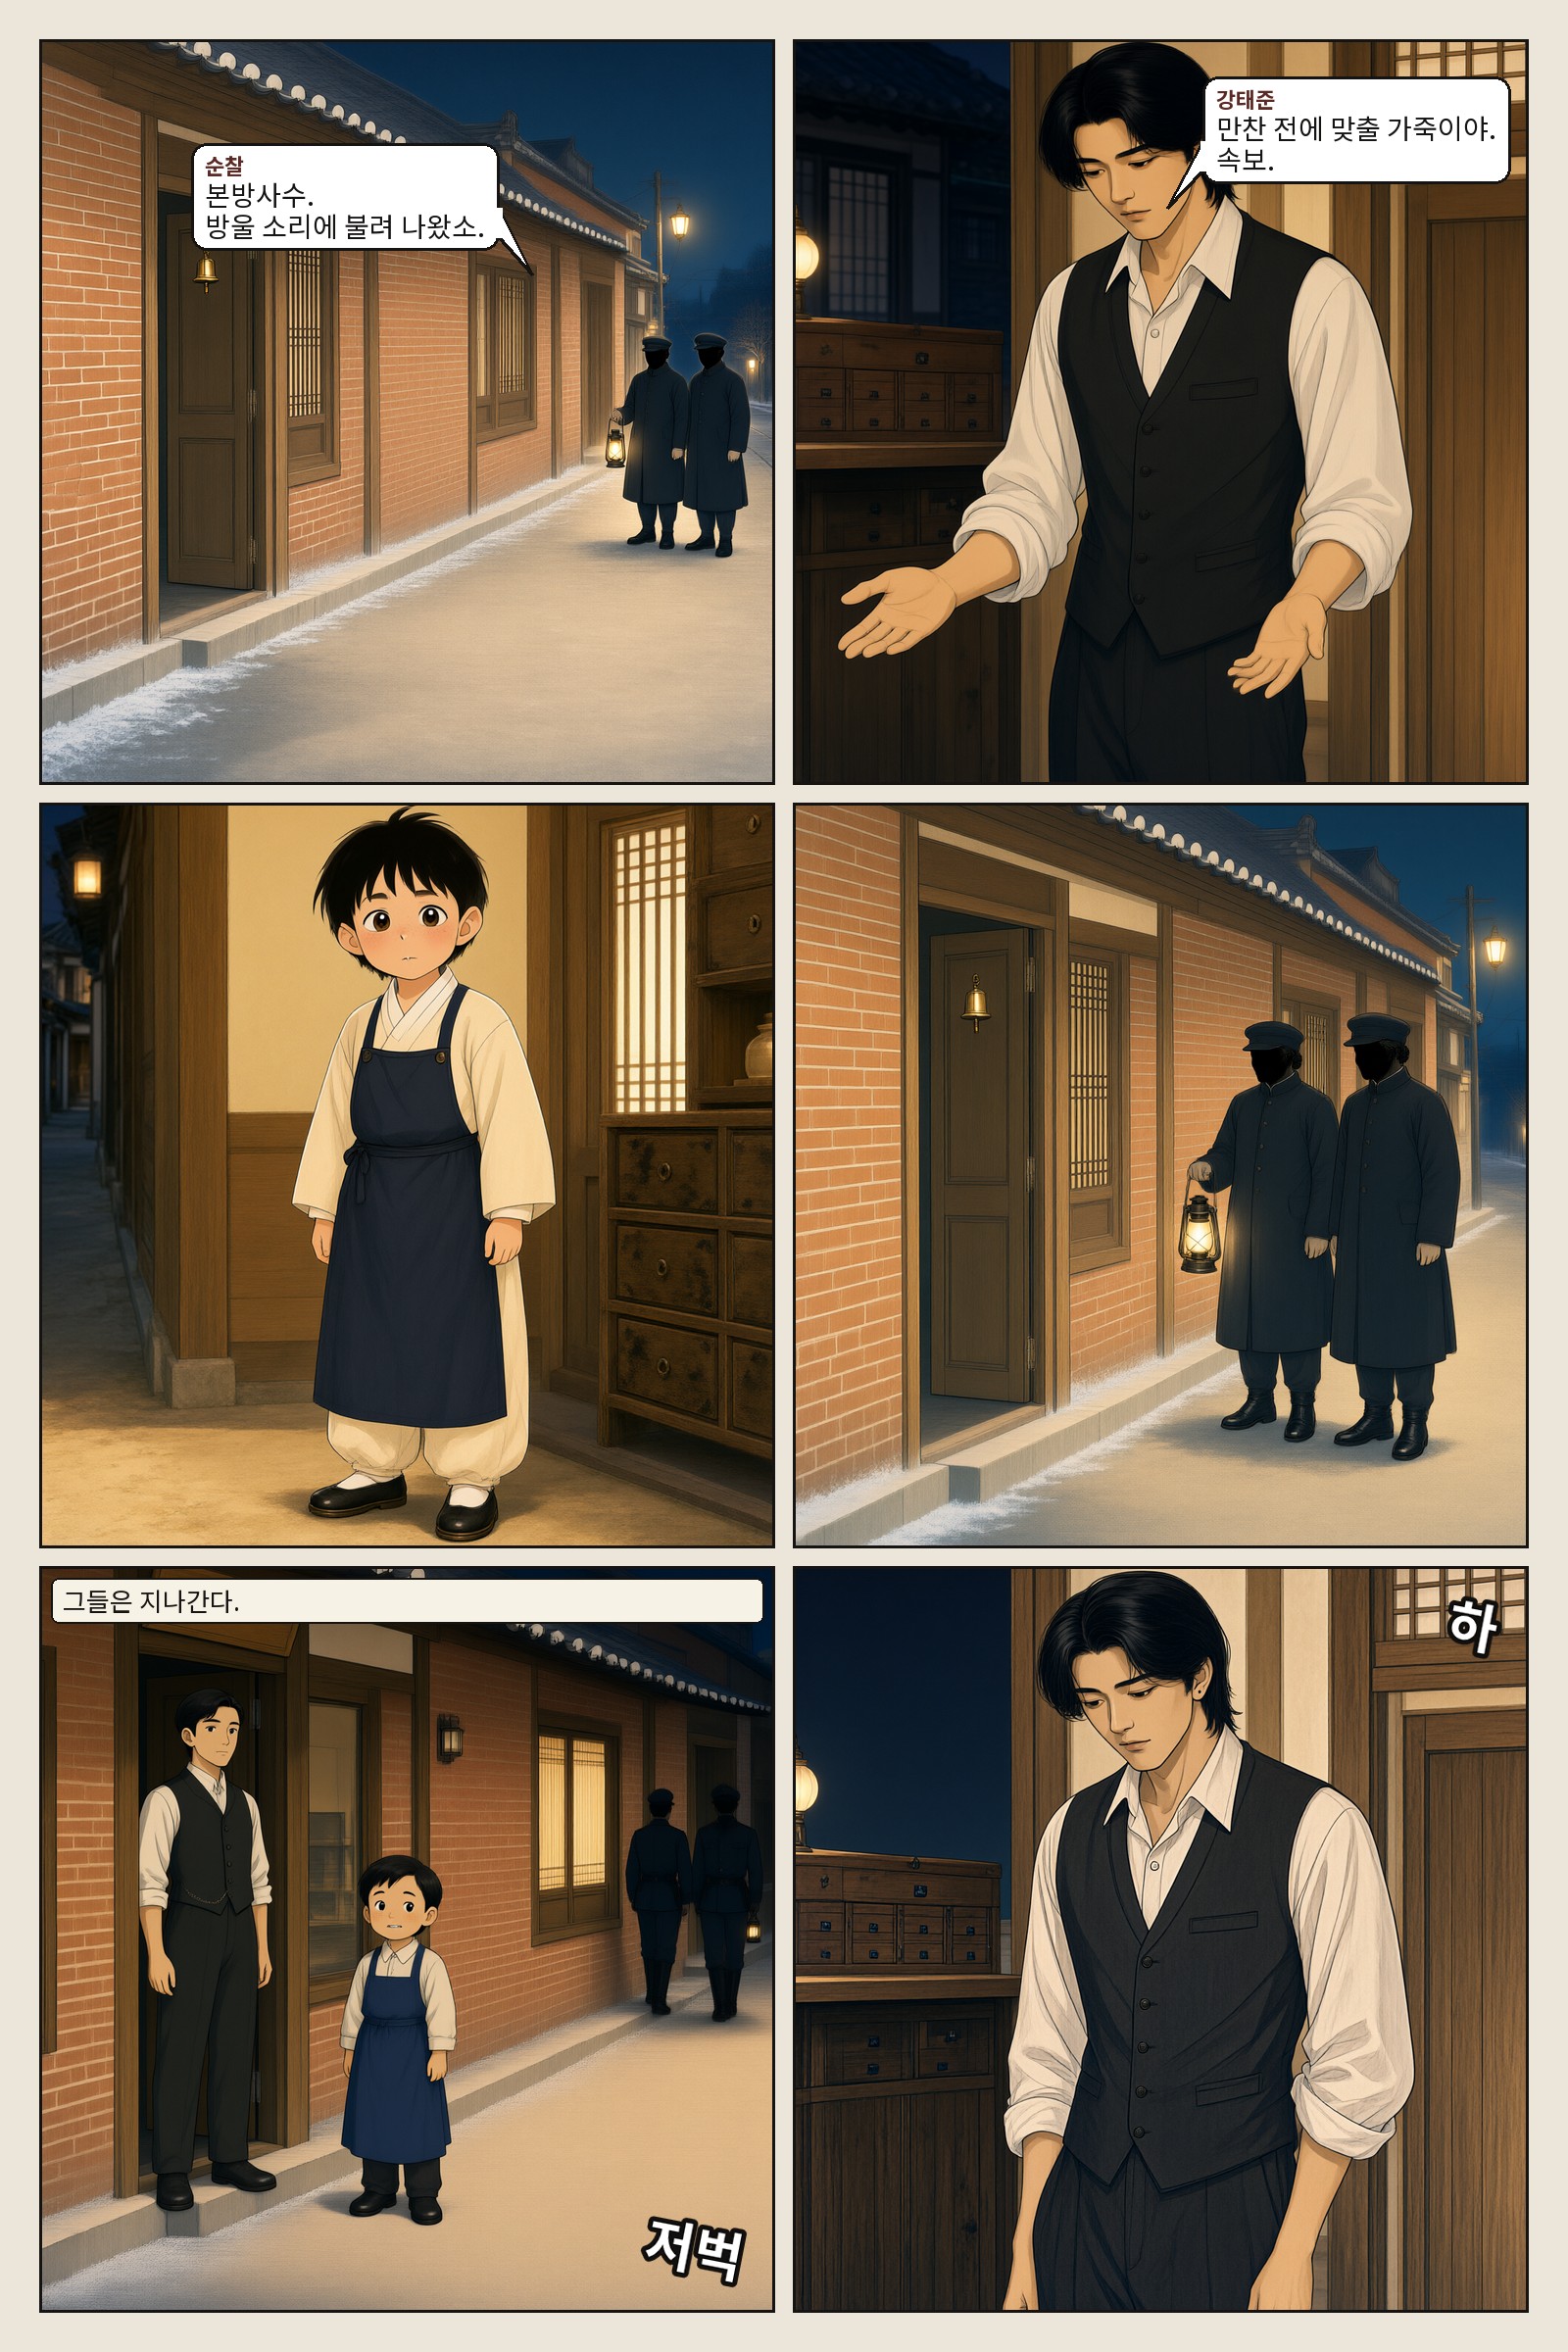 순찰
본방사수.
방울 소리에 불려 나왔소.
강태준
만찬 전에 맞출 가죽이야.
속보.
그들은 지나간다.
저벅
하